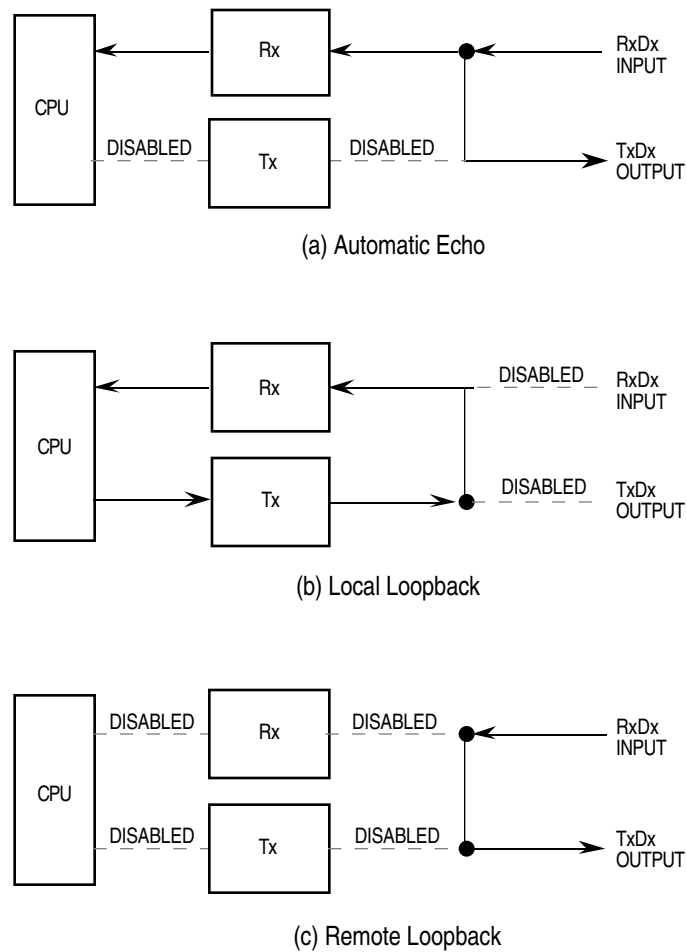 Rx
RxDx
INPUT
CPU
DISABLED
Tx
DISABLED
TxDx
OUTPUT
(a) Automatic Echo
Rx
DISABLED
RxDx
INPUT
CPU
Tx
DISABLED
TxDx
OUTPUT
(b) Local Loopback
DISABLED
Rx
DISABLED
RxDx
INPUT
CPU
DISABLED
Tx
DISABLED
TxDx
OUTPUT
(c) Remote Loopback